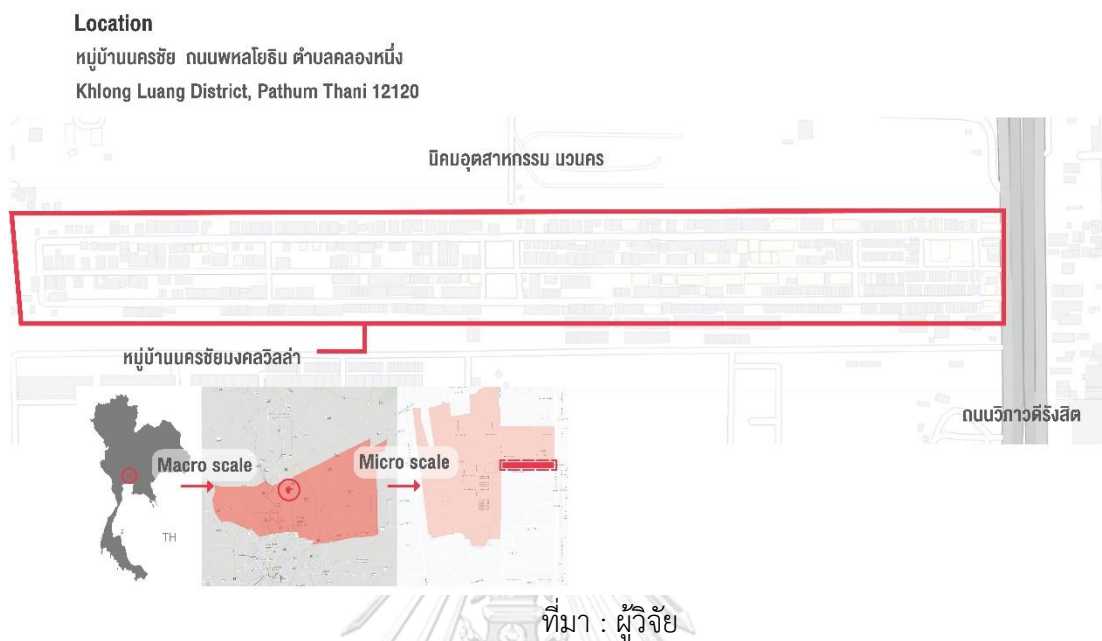 Location
หมู่บ้านนครชัย ถนนพหลโยธิน ตำบลคลองหนึ่ง
Khlong Luang District, Pathum Thani 12120
นิคมอุตสาหกรรม นวนคร
หมู่บ้านนครชัยมงคลวิลล่า
ถนนวิภาวดีรังสิต
Macro scale
Micro scale
TH
ที่มา : ผู้วิจัย